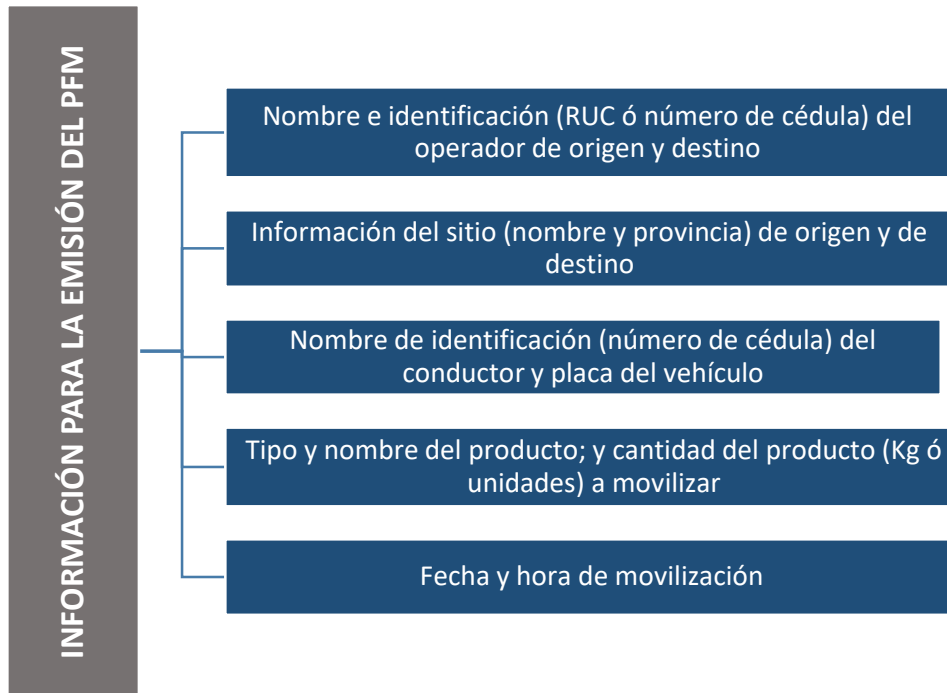 INFORMACIÓN PARA LA EMISIÓN DEL PFM
Nombre e identificación (RUC ó número de cédula) del
operador de origen y destino
Información del sitio (nombre y provincia) de origen y de
destino
Nombre de identificación (número de cédula) del
conductor y placa del vehículo
Tipo y nombre del producto; y cantidad del producto (Kg ó
unidades) a movilizar
Fecha y hora de movilización